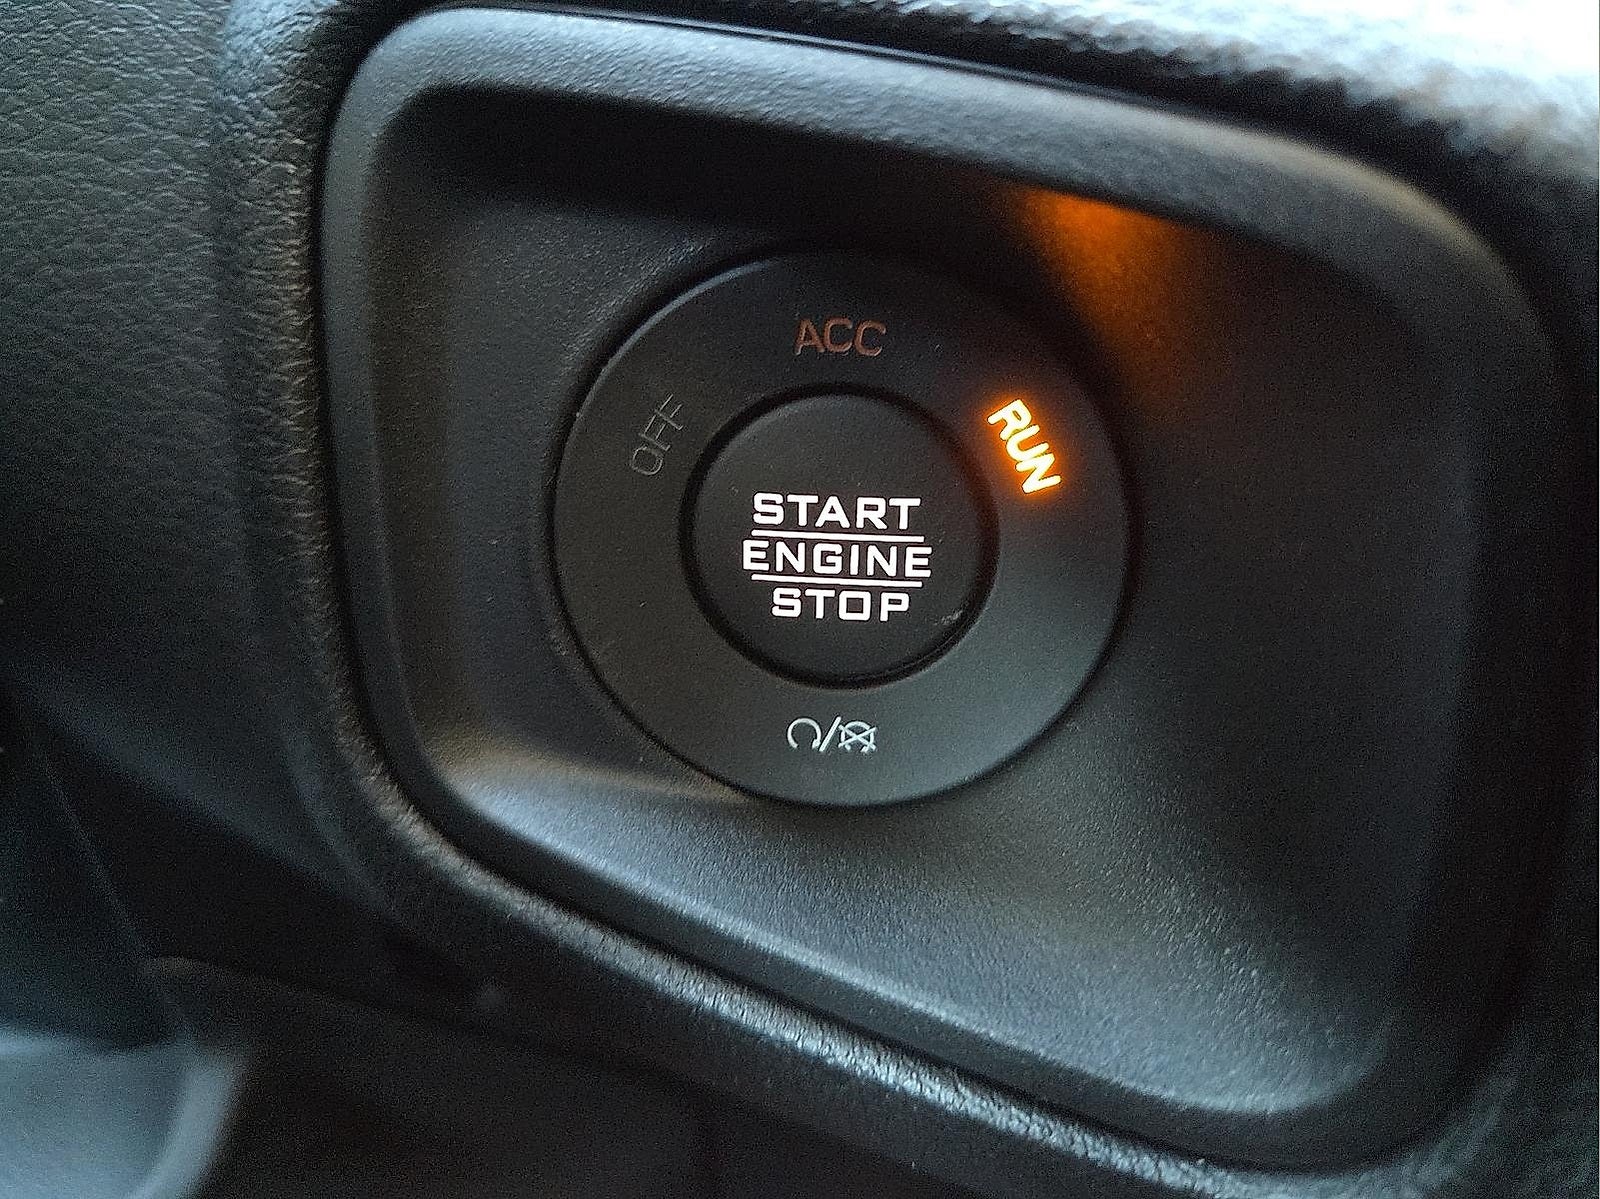 ACC
OFF
RUN
START
ENGINE
STOP